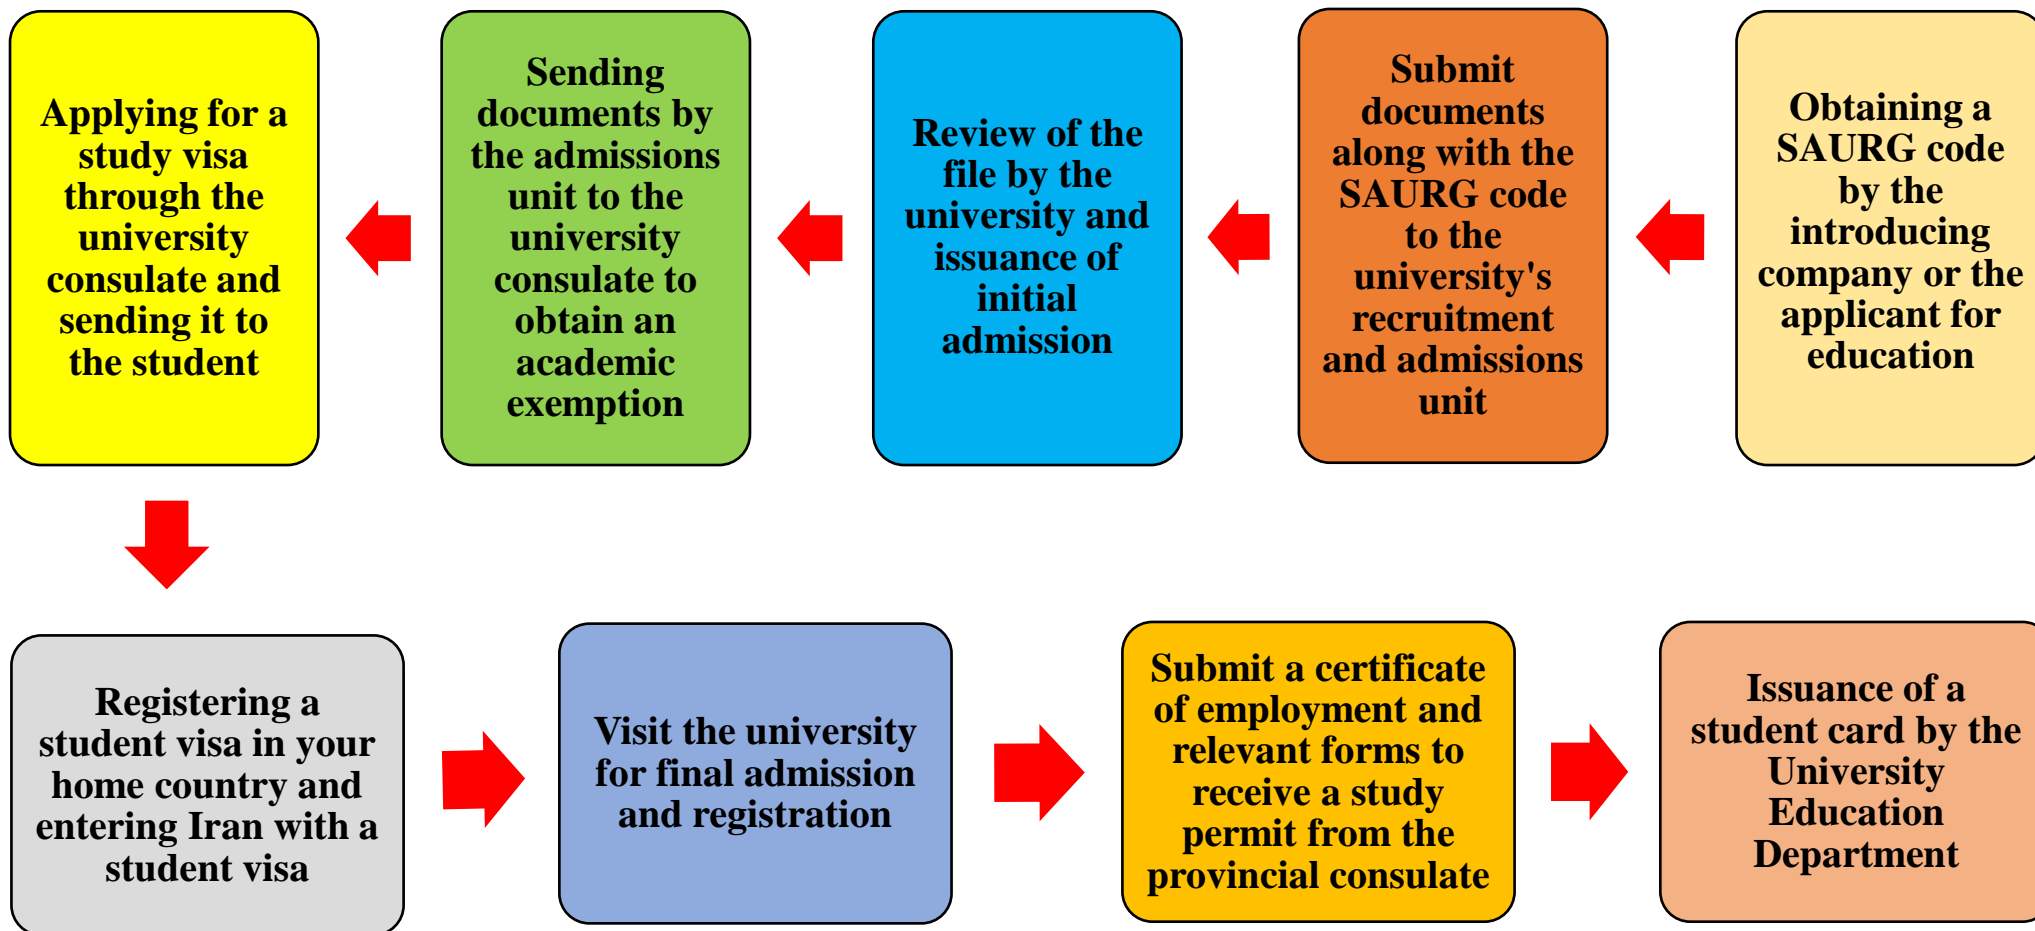 Obtaining a
SAURG code
by the
introducing
company or the
applicant for
education
Submit
documents
along with the
SAURG code
to the
university's
recruitment
and admissions
unit
Review of the
file by the
university and
issuance of
initial
admission
Sending
documents by
the admissions
unit to the
university
consulate to
obtain an
academic
exemption
Applying for a
study visa
through the
university
consulate and
sending it to
the student
Registering a
student visa in your
home country and
entering Iran with a
student visa
Visit the university
for final admission
and registration
Submit a certificate
of employment and
relevant forms to
receive a study
permit from the
provincial consulate
Issuance of a
student card by the
University
Education
Department